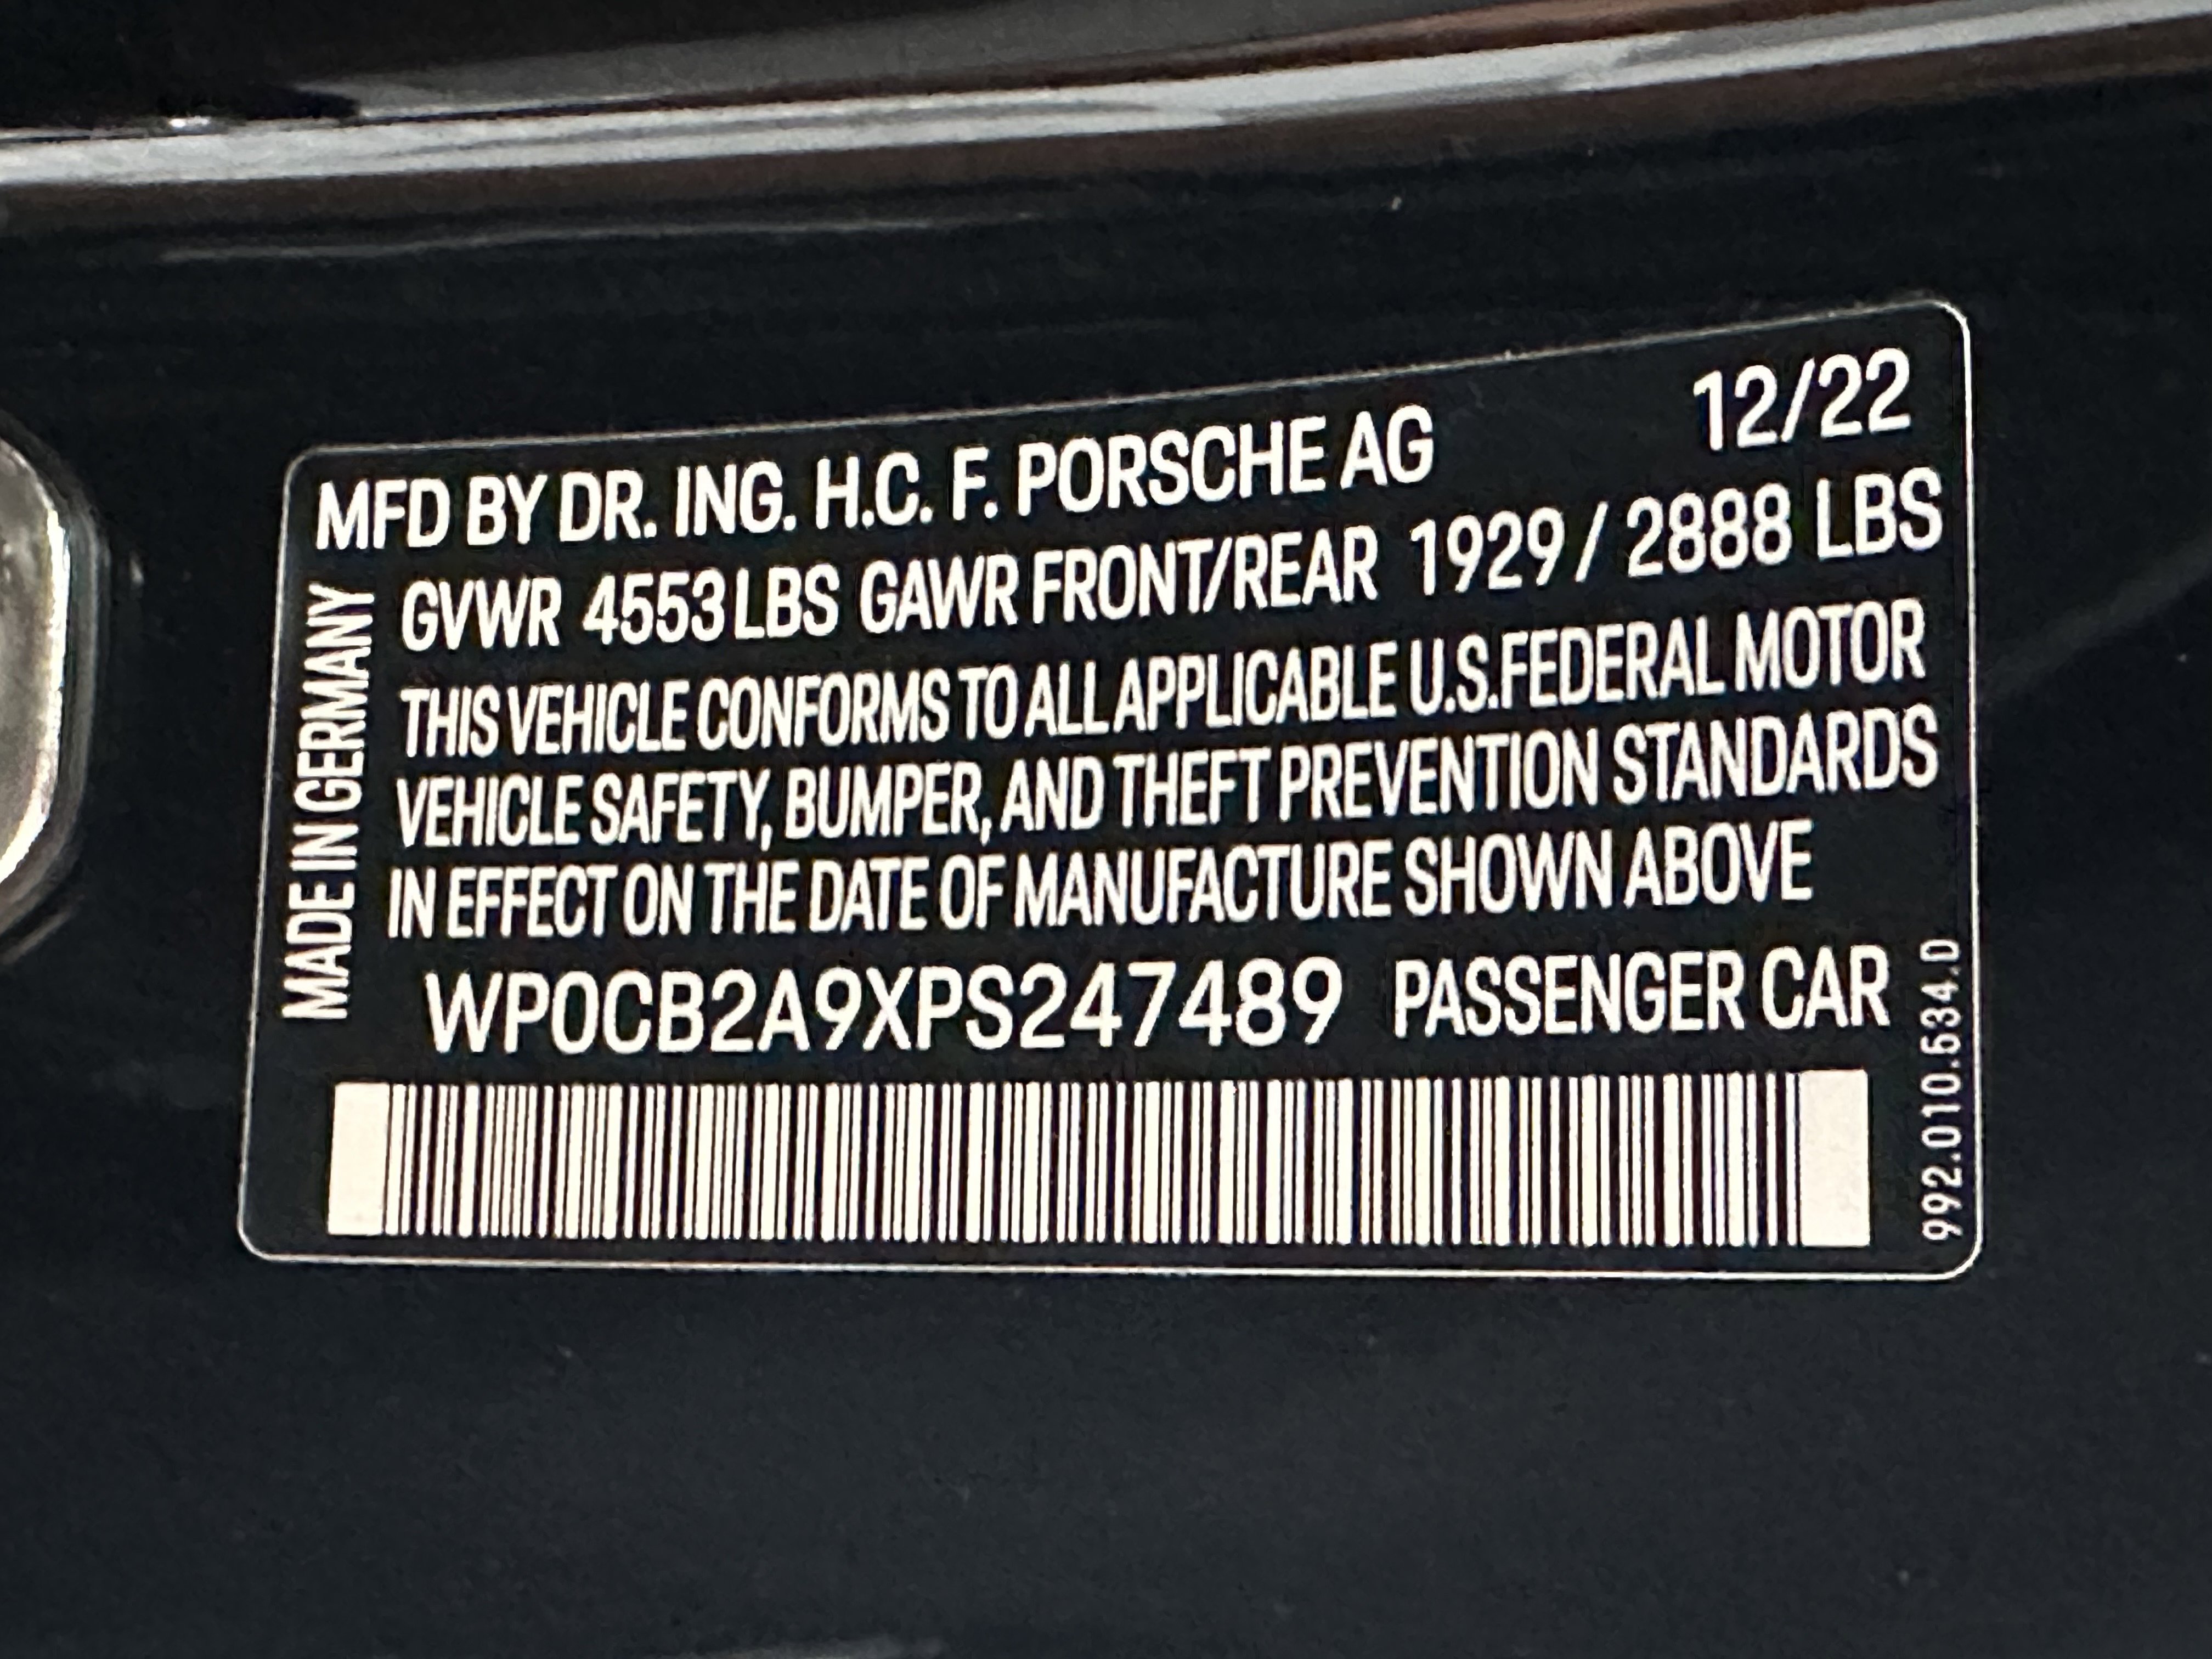 MFD BY DR. ING. H.C. F. PORSCHE AG 12/22
GVWR 4553 LBS GAWR FRONT/REAR 1929 / 2888 LBS
THIS VEHICLE CONFORMS TO ALL APPLICABLE U.S.FEDERAL MOTOR
VEHICLE SAFETY, BUMPER, AND THEFT PREVENTION STANDARDS
IN EFFECT ON THE DATE OF MANUFACTURE SHOWN ABOVE
WP0CB2A9XPS247489 PASSENGER CAR
MADE IN GERMANY
992.010.534.D